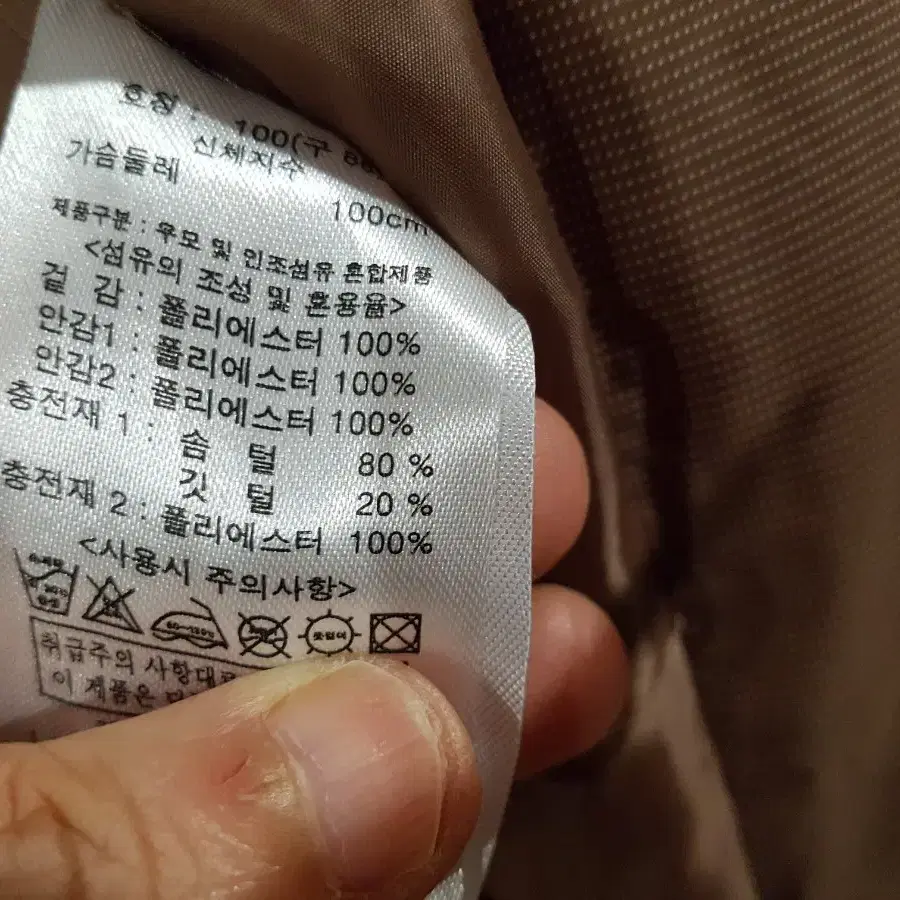 호칭 : 100(구
신체지수
가슴둘레 100cm
제품구분 : 우모 및 인조섬유 혼합제품
<섬유의 조성 및 혼용율>
겉 감 : 폴리에스터 100%
안감1 : 폴리에스터 100%
안감2 : 폴리에스터 100%
충전재 1 : 솜 털 80 %
깃 털 20 %
충전재 2 : 폴리에스터 100%
<사용시 주의사항>
옷걸이
취급주의 사항대로
이 제품은